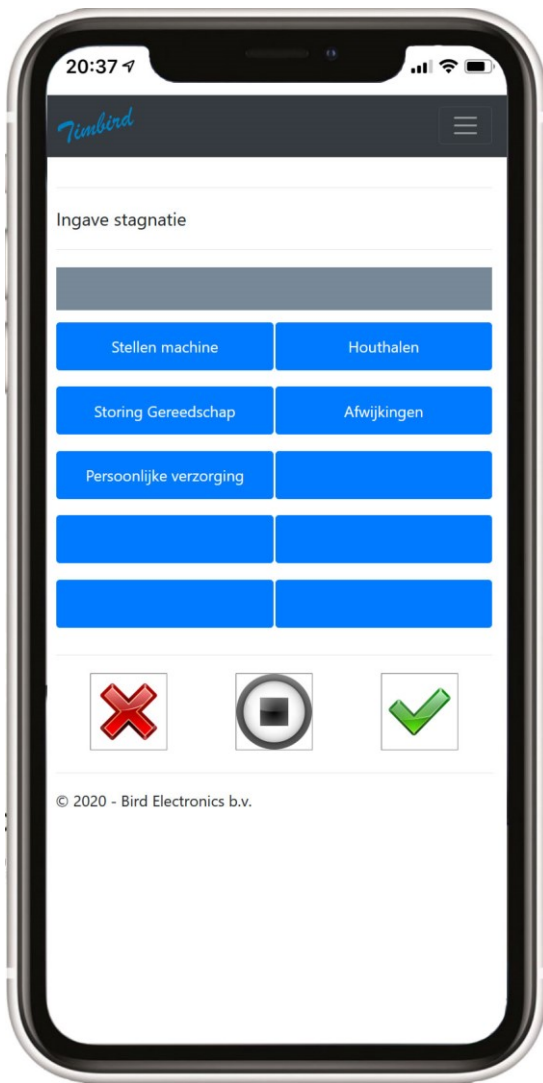 20:37
Timbird
Ingave stagnatie
Stellen machine
Houthalen
Storing Gereedschap
Afwijkingen
Persoonlijke verzorging
© 2020 - Bird Electronics b.v.